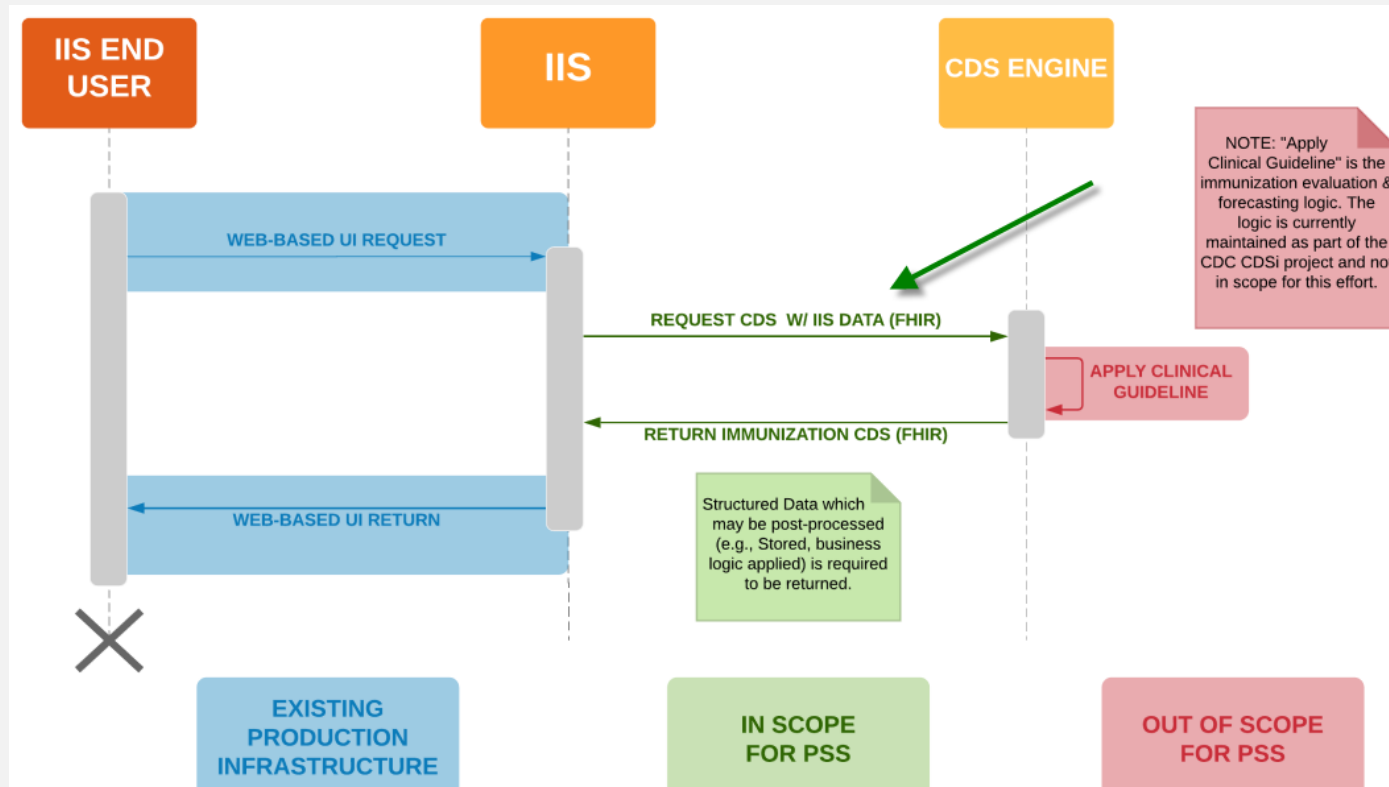 IIS END
USER
IIS
CDS ENGINE
NOTE: "Apply
Clinical Guideline" is the
immunization evaluation &
forecasting logic. The
logic is currently
maintained as part of the
CDC CDSi project and no
in scope for this effort.
WEB-BASED UI REQUEST
REQUEST CDS W/ IIS DATA (FHIR)
APPLY CLINICAL
GUIDELINE
RETURN IMMUNIZATION CDS (FHIR)
WEB-BASED UI RETURN
Structured Data which
may be post-processed
(e.g., Stored, business
logic applied) is required
to be returned.
EXISTING
PRODUCTION
INFRASTRUCTURE
IN SCOPE
FOR PSS
OUT OF SCOPE
FOR PSS